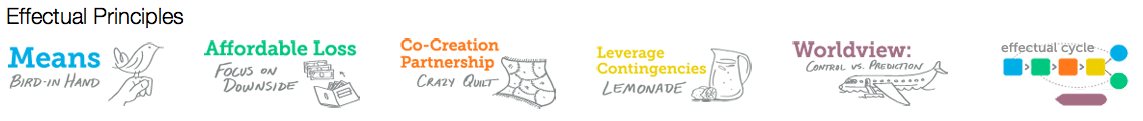 Effectual Principles
Means
BIRD-IN HAND
Affordable Loss
FOCUS ON
DOWNSIDE
Co-Creation
Partnership
CRAZY QUILT
Leverage
Contingencies
LEMONADE
Worldview:
CONTROL VS. PREDICTION
effectual cycle